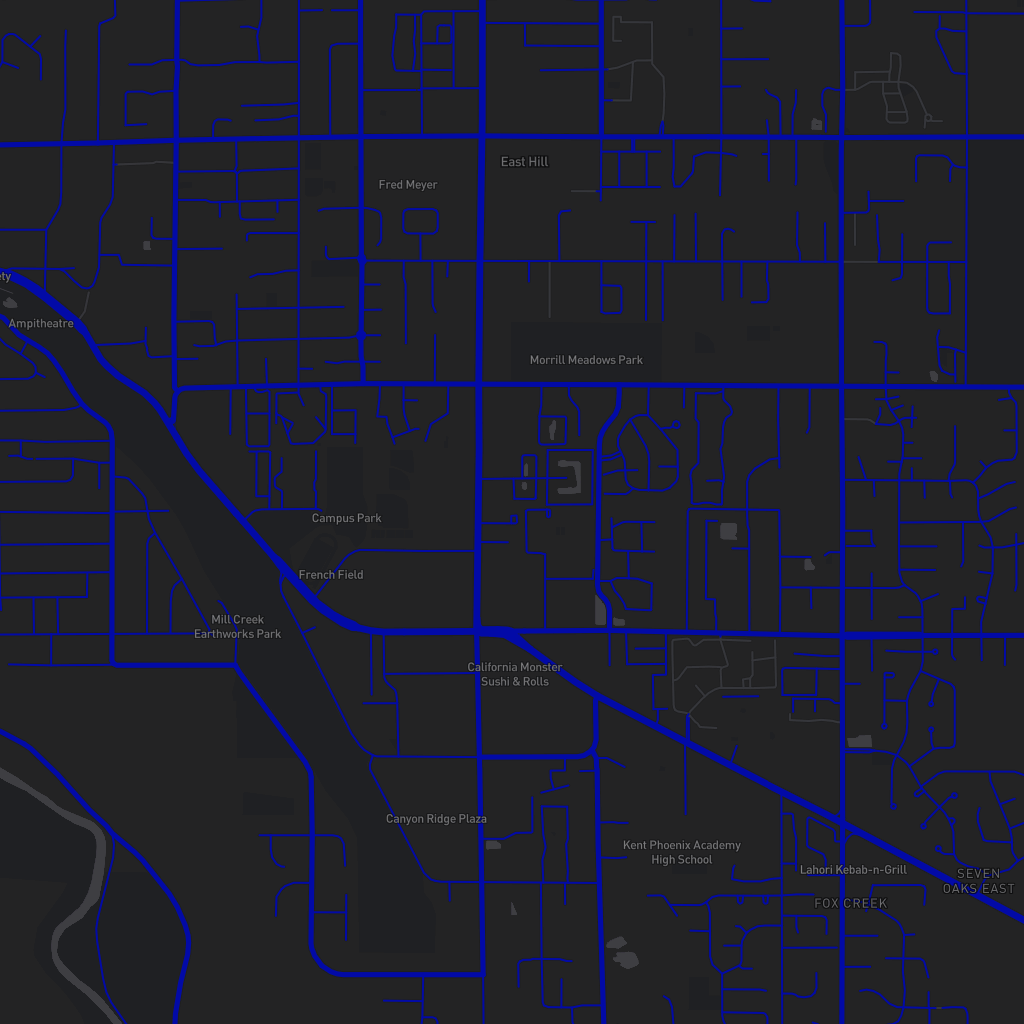 East Hill
Fred Meyer
ety
Ampitheatre
Morrill Meadows Park
Campus Park
French Field
Mill Creek
Earthworks Park
California Monster
Sushi & Rolls
Canyon Ridge Plaza
Kent Phoenix Academy
High School
Lahori Kebab-n-Grill
SEVEN
OAKS EAST
FOX CREEK